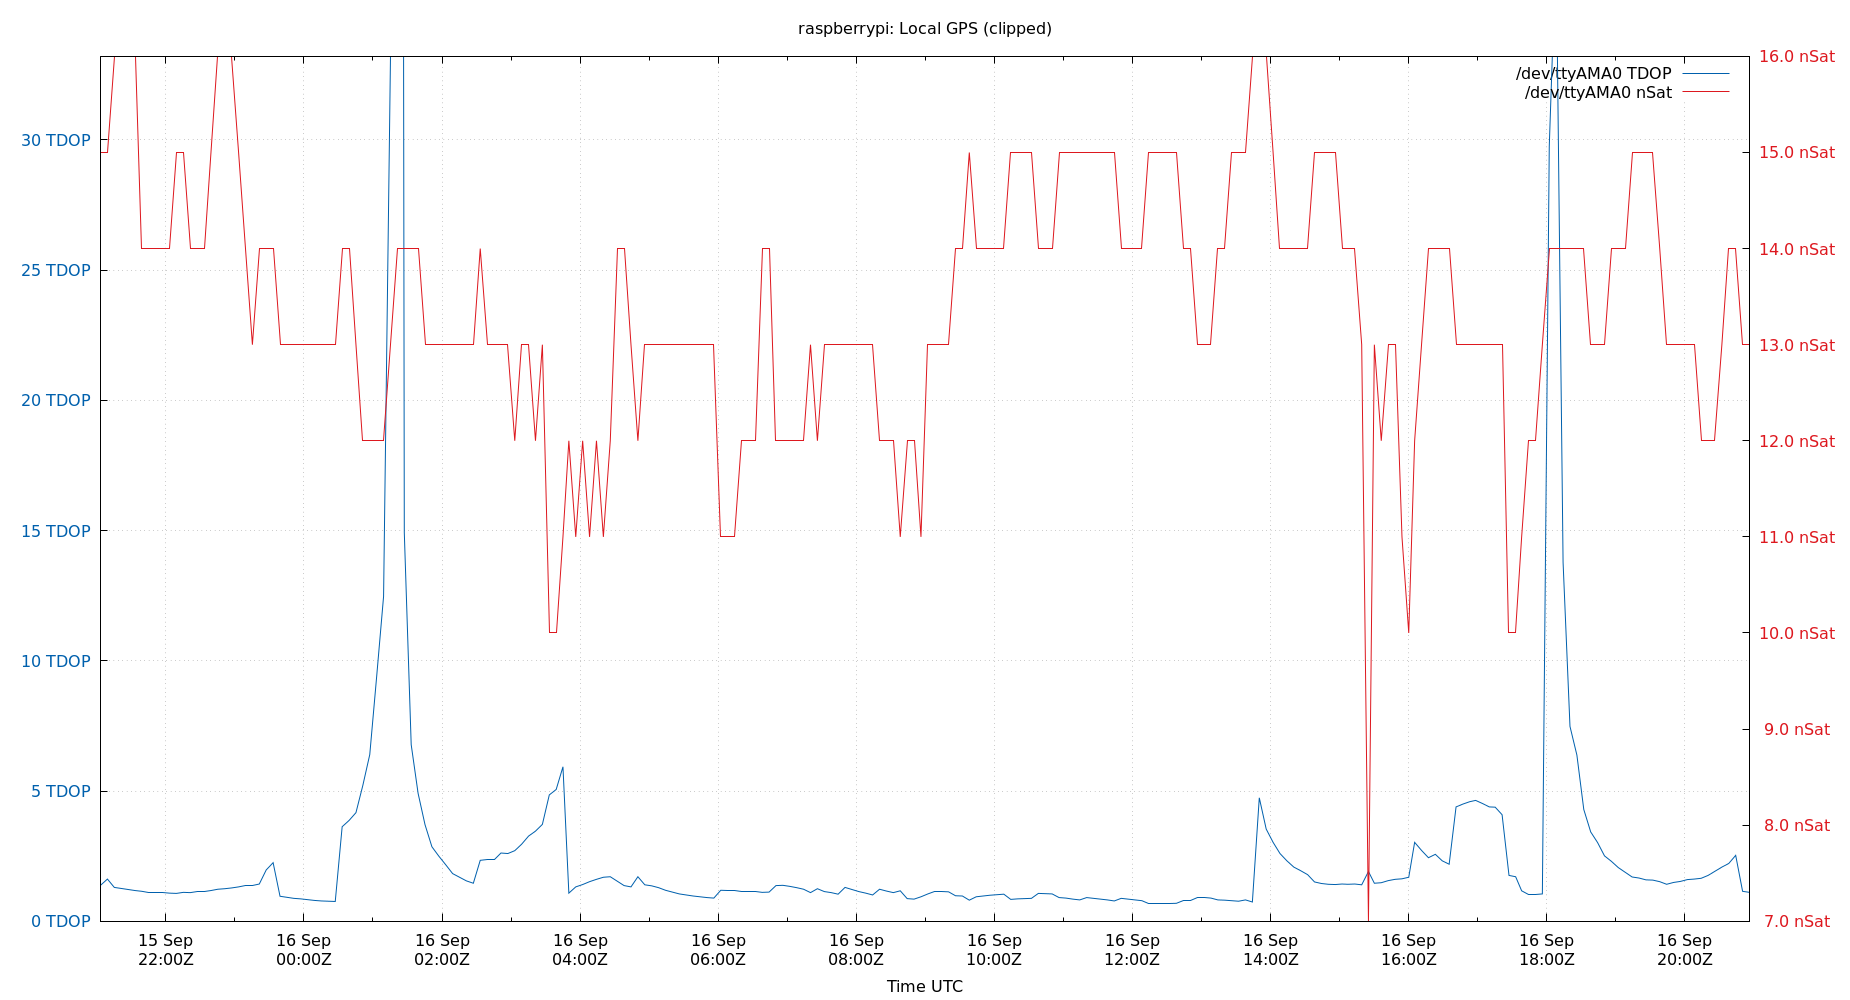 raspberrypi: Local GPS (clipped)
/dev/ttyAMA0 TDOP
/dev/ttyAMA0 nSat
30 TDOP
25 TDOP
20 TDOP
15 TDOP
10 TDOP
5 TDOP
0 TDOP
16.0 nSat
15.0 nSat
14.0 nSat
13.0 nSat
12.0 nSat
11.0 nSat
10.0 nSat
9.0 nSat
8.0 nSat
7.0 nSat
15 Sep
22:00Z
16 Sep
00:00Z
16 Sep
02:00Z
16 Sep
04:00Z
16 Sep
06:00Z
16 Sep
08:00Z
16 Sep
10:00Z
16 Sep
12:00Z
16 Sep
14:00Z
16 Sep
16:00Z
16 Sep
18:00Z
16 Sep
20:00Z
Time UTC